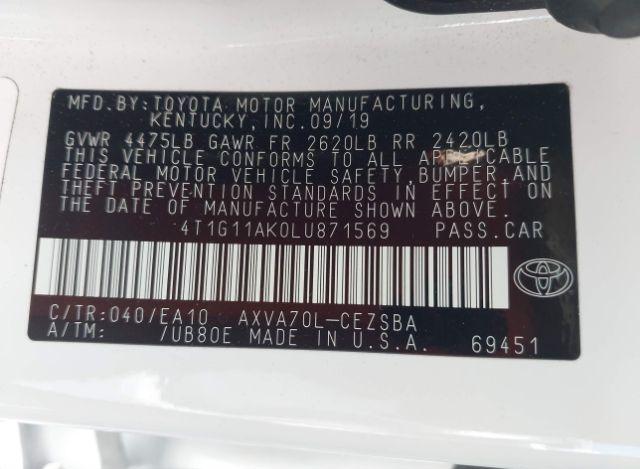 MFD. BY: TOYOTA MOTOR MANUFACTURING,
KENTUCKY, INC. 09/19
GVWR 4475LB GAWR FR 2620LB RR 2420LB
THIS VEHICLE CONFORMS TO ALL APPLICABLE
FEDERAL MOTOR VEHICLE SAFETY, BUMPER, AND
THEFT PREVENTION STANDARDS IN EFFECT ON
THE DATE OF MANUFACTURE SHOWN ABOVE.
4T1G11AK0LU871569 PASS. CAR
C/TR: 040/EA10 AXVA70L-CEZSBA
A/TM: /UB80E MADE IN U.S.A. 69451